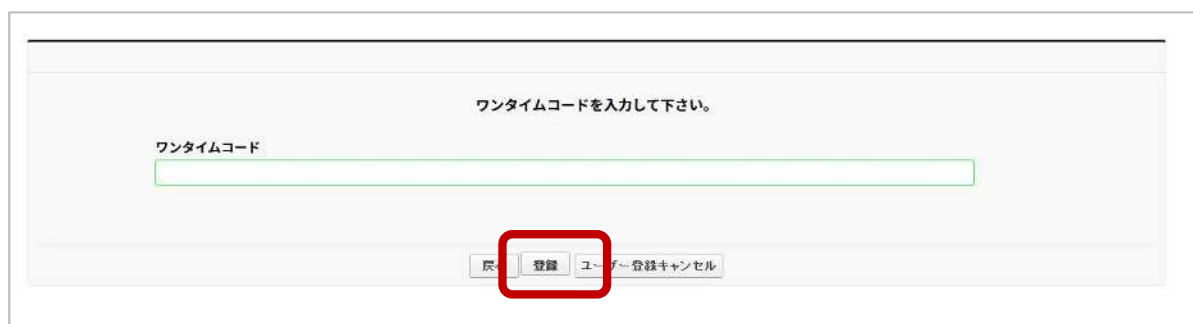 ワンタイムコードを入力して下さい。
ワンタイムコード
登録 ユーザー登録キャンセル